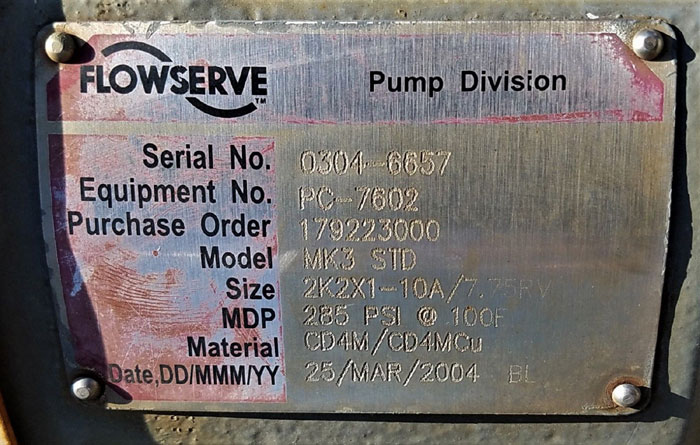 FLOWSERVE™ Pump Division
Serial No. 0304-6657
Equipment No. PC-7602
Purchase Order 179223000
Model MK3 STD
Size 2K2X1-10A/7.75RV
MDP 285 PSI @ 100F
Material CD4M/CD4MCu
Date,DD/MMM/YY 25/MAR/2004 BL